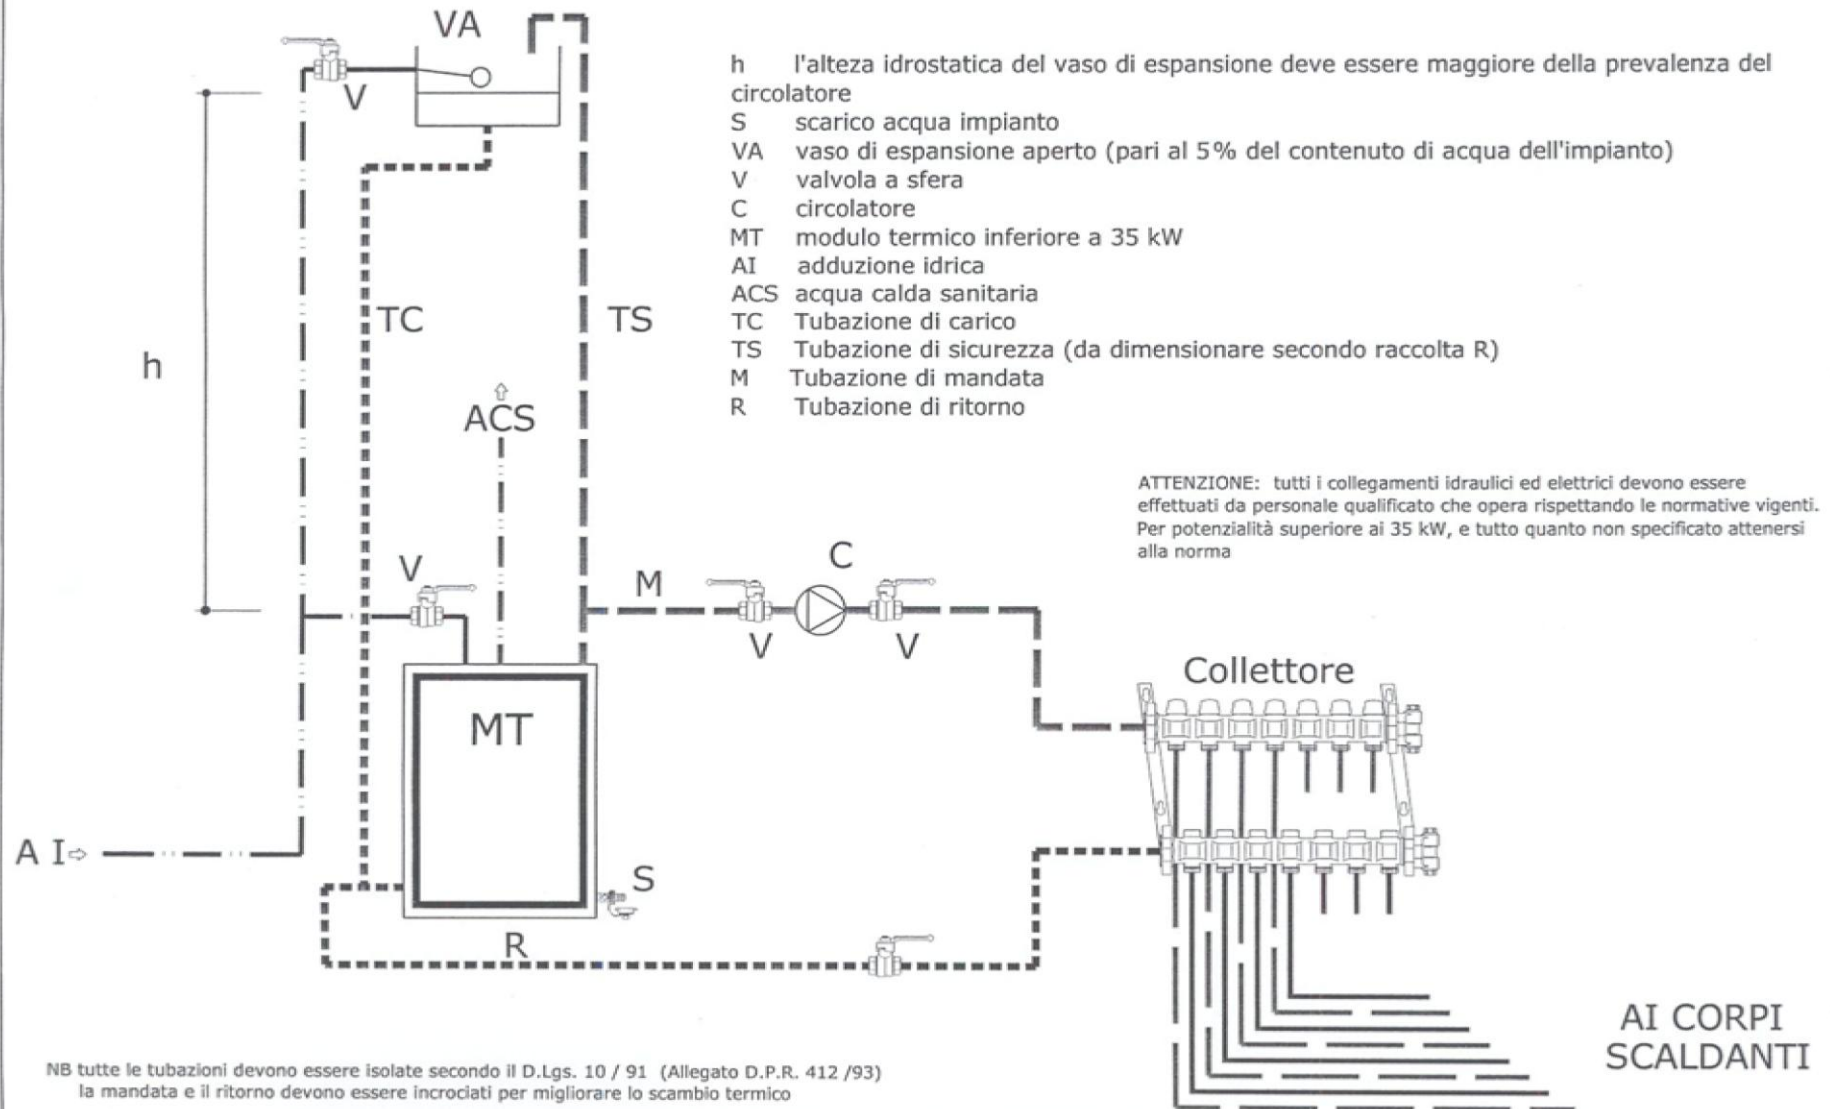 VA
V
h l'alteza idrostatica del vaso di espansione deve essere maggiore della prevalenza del
circolatore
S scarico acqua impianto
VA vaso di espansione aperto (pari al 5% del contenuto di acqua dell'impianto)
V valvola a sfera
C circolatore
MT modulo termico inferiore a 35 kW
AI adduzione idrica
ACS acqua calda sanitaria
TC Tubazione di carico
TS Tubazione di sicurezza (da dimensionare secondo raccolta R)
M Tubazione di mandata
R Tubazione di ritorno
TC
TS
h
ACS
ATTENZIONE: tutti i collegamenti idraulici ed elettrici devono essere
effettuati da personale qualificato che opera rispettando le normative vigenti.
Per potenzialità superiore ai 35 kW, e tutto quanto non specificato attenersi
alla norma
V
M
C
V
V
Collettore
MT
A I
S
R
AI CORPI
SCALDANTI
NB tutte le tubazioni devono essere isolate secondo il D.Lgs. 10 / 91 (Allegato D.P.R. 412 /93)
la mandata e il ritorno devono essere incrociati per migliorare lo scambio termico